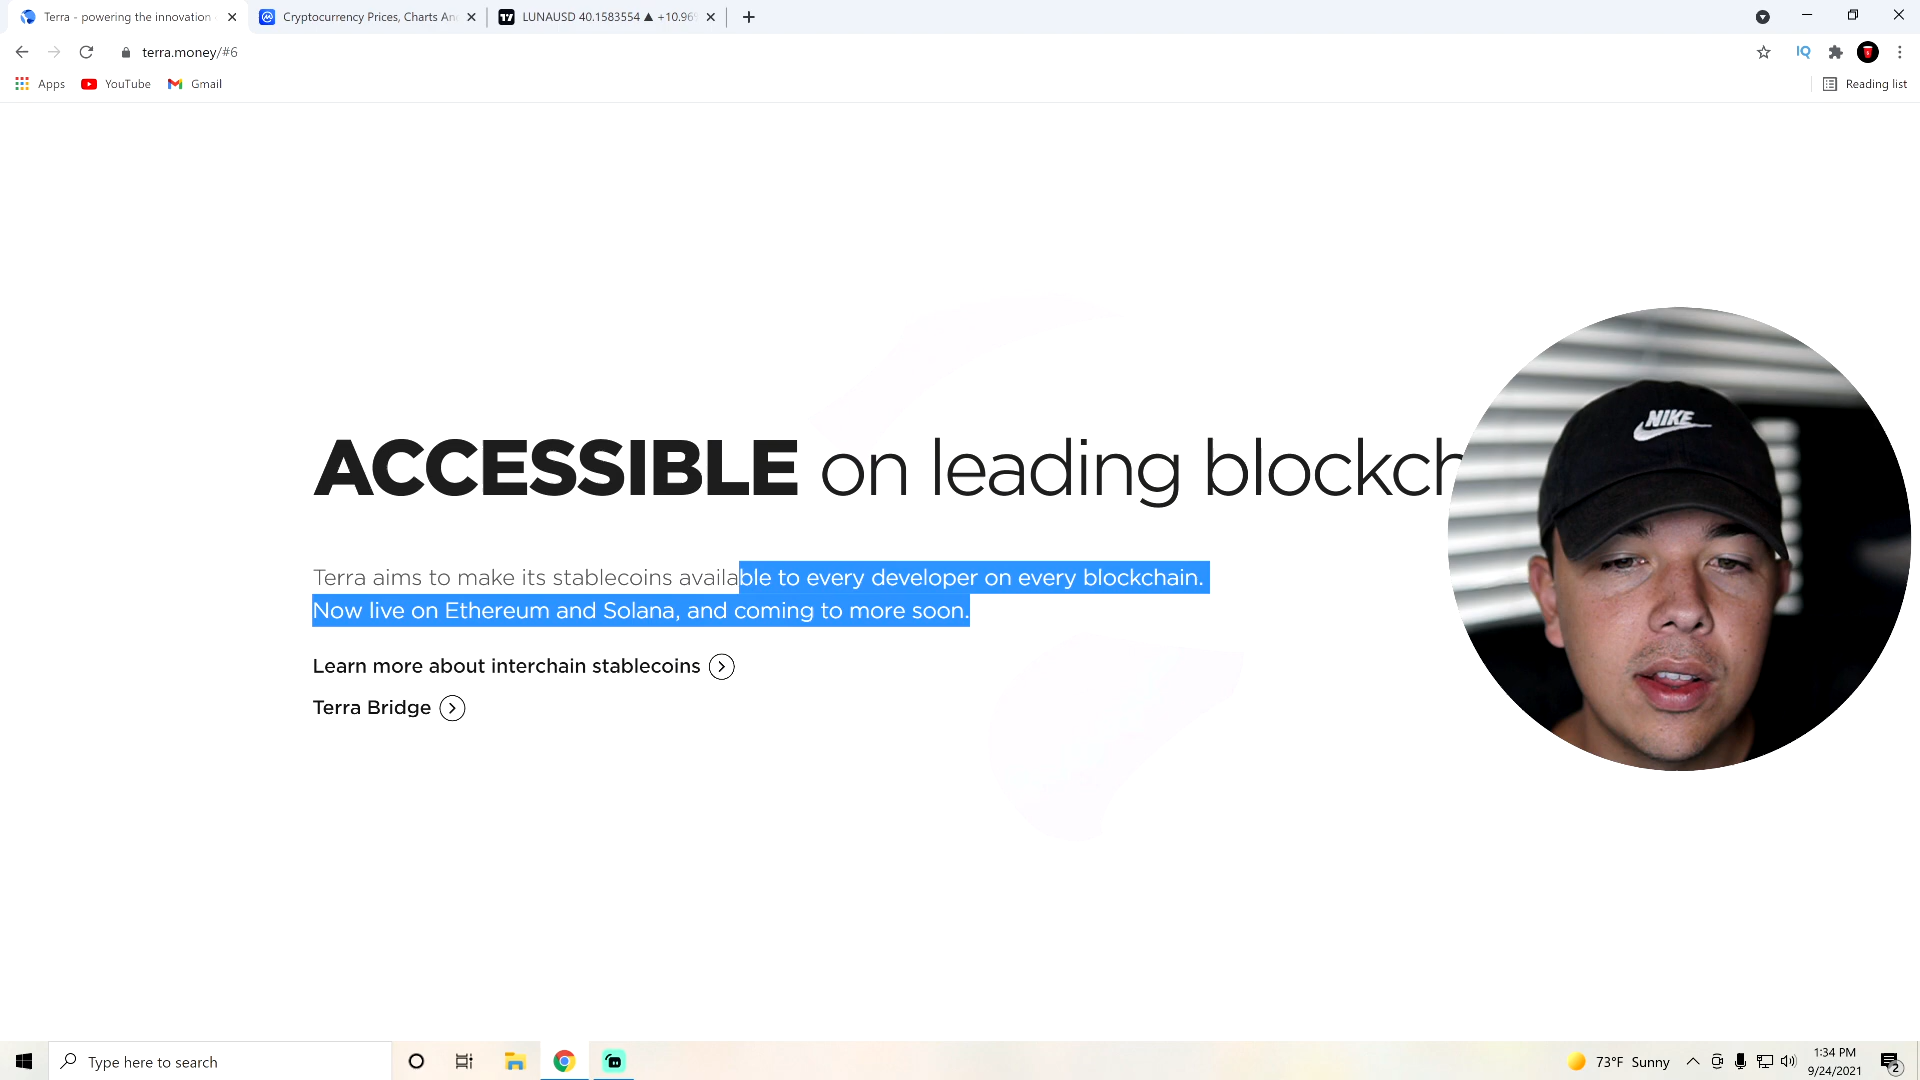 Terra - powering the innovation
Cryptocurrency Prices, Charts An
LUNAUSD 40.1583554 ▲ +10.96
terra.money/#6
IQ
Apps
YouTube
Gmail
Reading list
NIKE
ACCESSIBLE on leading blockch
Terra aims to make its stablecoins available to every developer on every blockchain.
Now live on Ethereum and Solana, and coming to more soon.
Learn more about interchain stablecoins
Terra Bridge
Type here to search
73°F Sunny
1:34 PM
9/24/2021
2